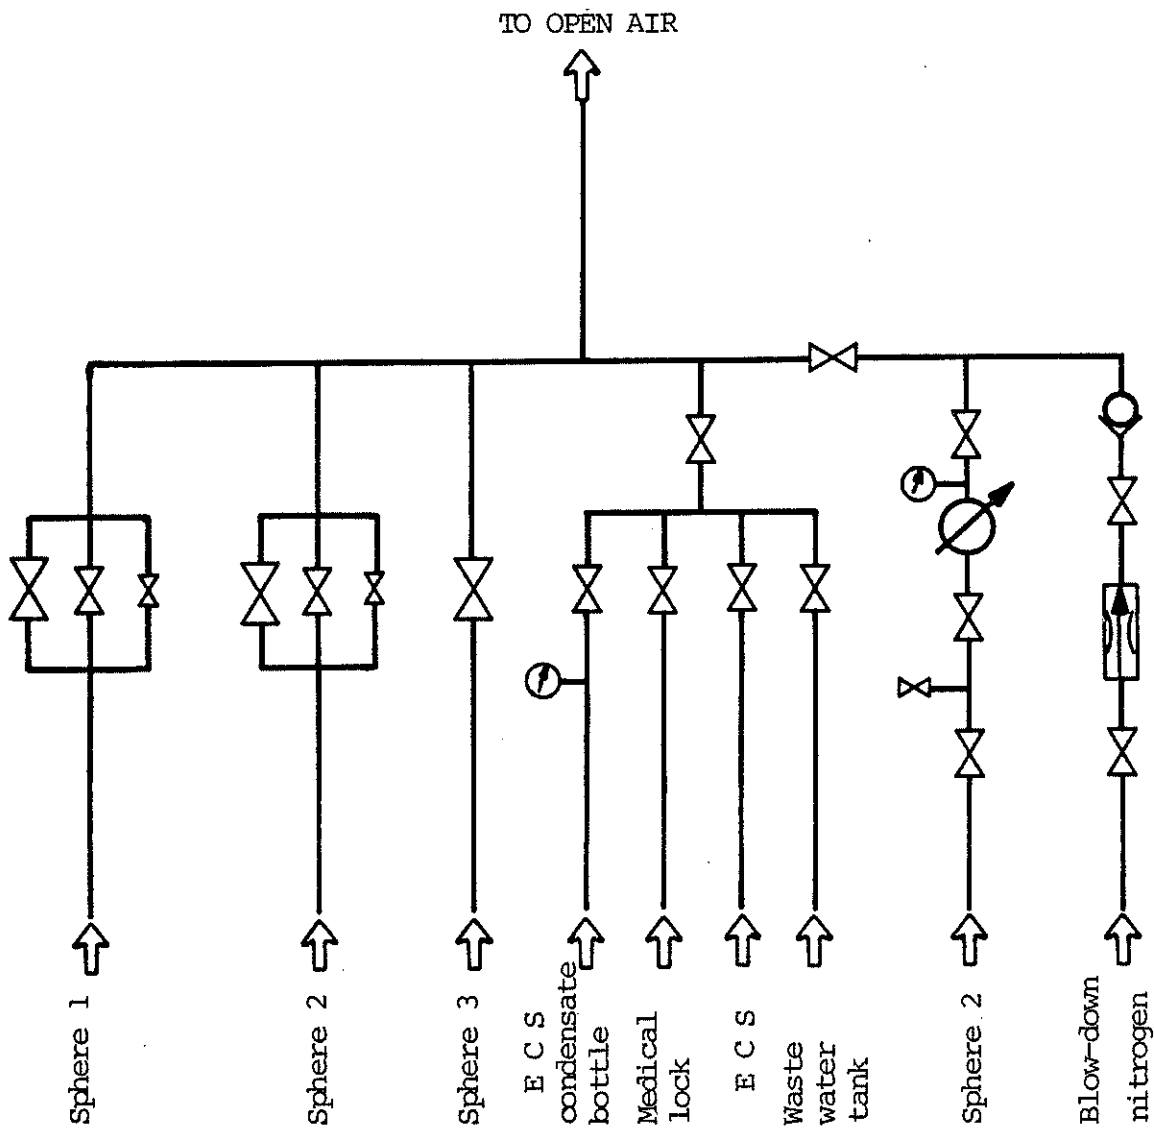 TO OPEN AIR
Sphere 1
Sphere 2
Sphere 3
E C S
condensate
bottle
Medical
lock
E C S
Waste
water
tank
Sphere 2
Blow-down
nitrogen